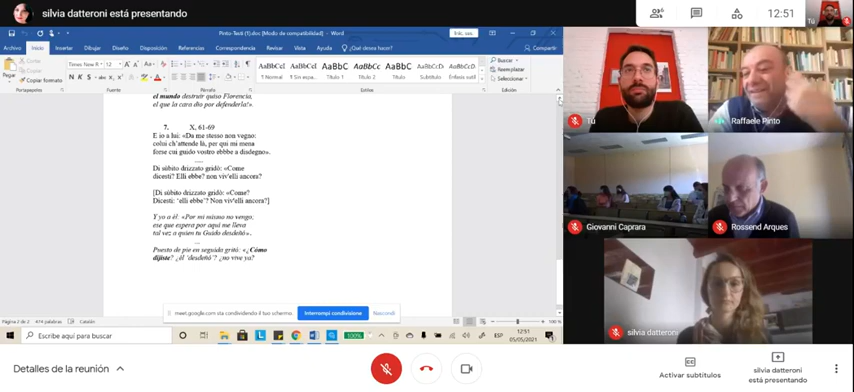 silvia datteroni está presentando
12:51
Tú
Pinto-Testi (1).doc [Modo de compatibilidad] - Word
Inic. ses.
Archivo Inicio Insertar Dibujar Diseño Disposición Referencias Correspondencia Revisar Vista Ayuda ¿Qué desea hacer? Compartir
Cortar
Copiar
Copiar formato
Pegar
Times New R
12
N K S
AaBbCcI AaBbCcI AaBbC AaBbCc AaBbC AaBbCcD AaBbCcDc
¶ Normal ¶ Sin espa... Título 1 Título 2 Título Subtítulo Énfasis sutil
Buscar
Reemplazar
Seleccionar
Portapapeles Fuente Párrafo Estilos Edición
el mundo destruir quiso Florencia,
el que la cara dio por defenderla!».
7. X, 61-69
E io a lui: «Da me stesso non vegno:
colui ch'attende là, per qui mi mena
forse cui guido vostro ebbbe a disdegno».
....
Di sùbito drizzato gridò: «Come
dicesti? Elli ebbe? non viv'elli ancora?
[Di sùbito drizzato gridò: «Come?
Dicesti: 'elli ebbe'? Non viv'elli ancora?]
Y yo a él: «Por mi mismo no vengo;
ese que espera por aquí me lleva
tal vez a quien tu Guido desdeñó».
...
Puesto de pie en seguida gritó: «¿Cómo
dijiste? ¿él 'desdeñó'? ¿no vive ya?
meet.google.com sta condividendo il tuo schermo Interrompi condivisione Nascondi
Página 2 de 2 474 palabras Catalán
100 %
Escribe aquí para buscar
100%
ESP
12:51
05/05/2021
Tú
Raffaele Pinto
Giovanni Caprara
Rossend Arques
silvia datteroni
Detalles de la reunión
Activar subtítulos
silvia datteroni
está presentando